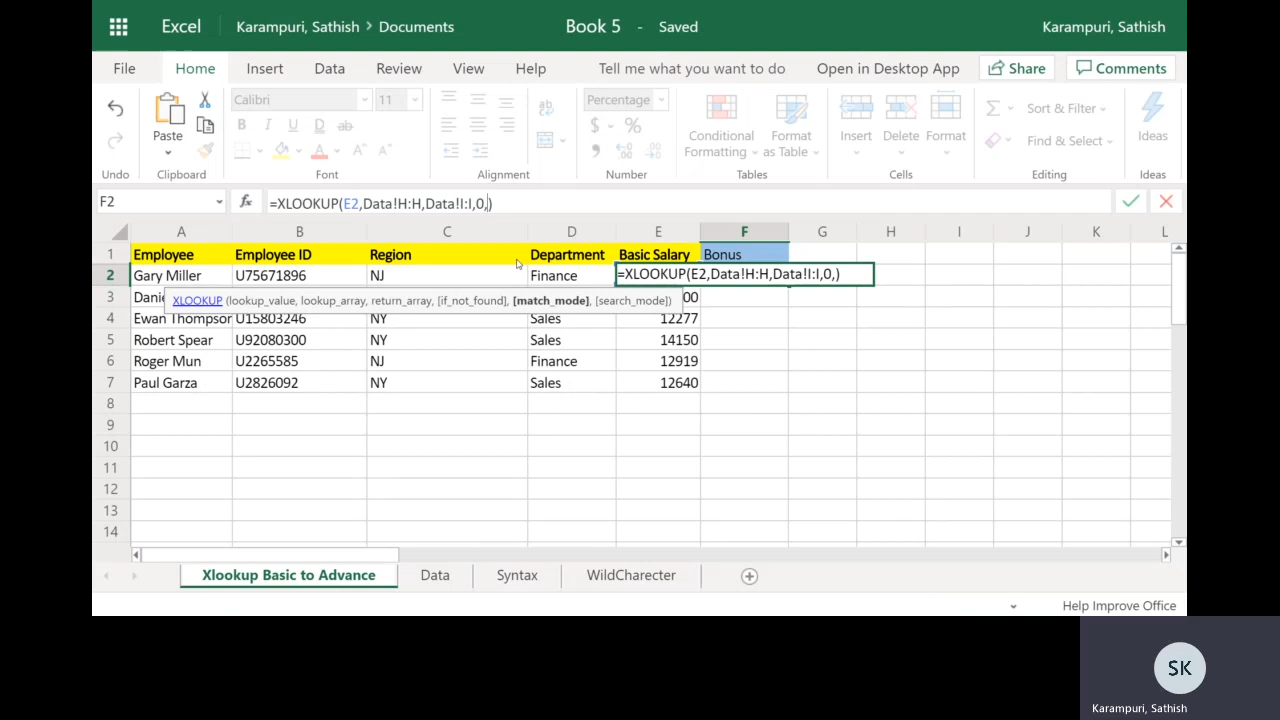 Excel Karampuri, Sathish > Documents Book 5 - Saved Karampuri, Sathish
File Home Insert Data Review View Help Tell me what you want to do Open in Desktop App Share Comments
Calibri 11 Percentage
Paste B I U D ab A A A $ % , Conditional Formatting Format as Table Insert Delete Format Sort & Filter Find & Select Ideas
Undo Clipboard Font Alignment Number Tables Cells Editing Ideas
F2 fx =XLOOKUP(E2,Data!H:H,Data!I:I,0,)
A B C D E F G H I J K L
1 Employee Employee ID Region Department Basic Salary Bonus
2 Gary Miller U75671896 NJ Finance =XLOOKUP(E2,Data!H:H,Data!I:I,0,)
3 Danie XLOOKUP (lookup_value, lookup_array, return_array, [if_not_found], [match_mode], [search_mode]) 00
4 Ewan Thompson U15803246 NY Sales 12277
5 Robert Spear U92080300 NY Sales 14150
6 Roger Mun U2265585 NJ Finance 12919
7 Paul Garza U2826092 NY Sales 12640
8
9
10
11
12
13
14
Xlookup Basic to Advance Data Syntax WildCharecter
Help Improve Office
SK
Karampuri, Sathish